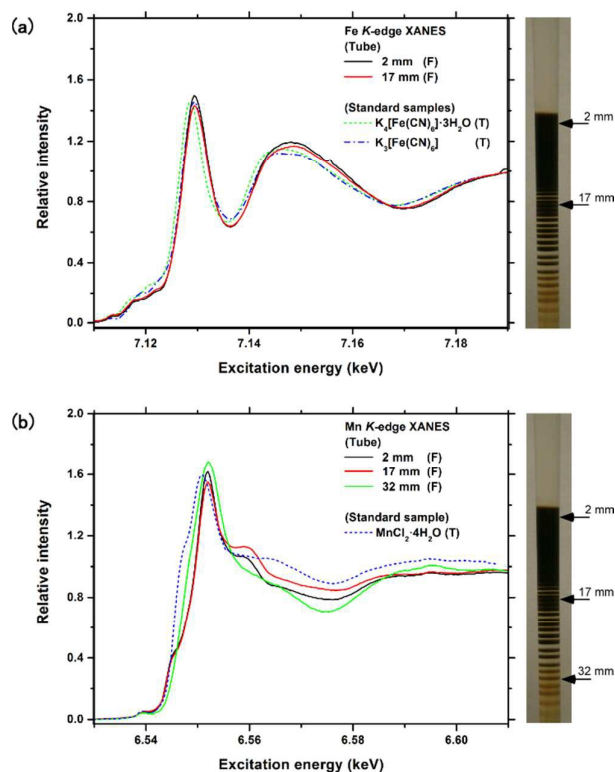 (a)
Fe K-edge XANES
(Tube)
2 mm (F)
17 mm (F)
(Standard samples)
K₄[Fe(CN)₆]·3H₂O (T)
K₃[Fe(CN)₆] (T)
Relative intensity
2.0
1.6
1.2
0.8
0.4
0.0
7.12
7.14
7.16
7.18
Excitation energy (keV)
2 mm
17 mm
(b)
Mn K-edge XANES
(Tube)
2 mm (F)
17 mm (F)
32 mm (F)
(Standard sample)
MnCl₂·4H₂O (T)
Relative intensity
2.0
1.6
1.2
0.8
0.4
0.0
6.54
6.56
6.58
6.60
Excitation energy (keV)
2 mm
17 mm
32 mm